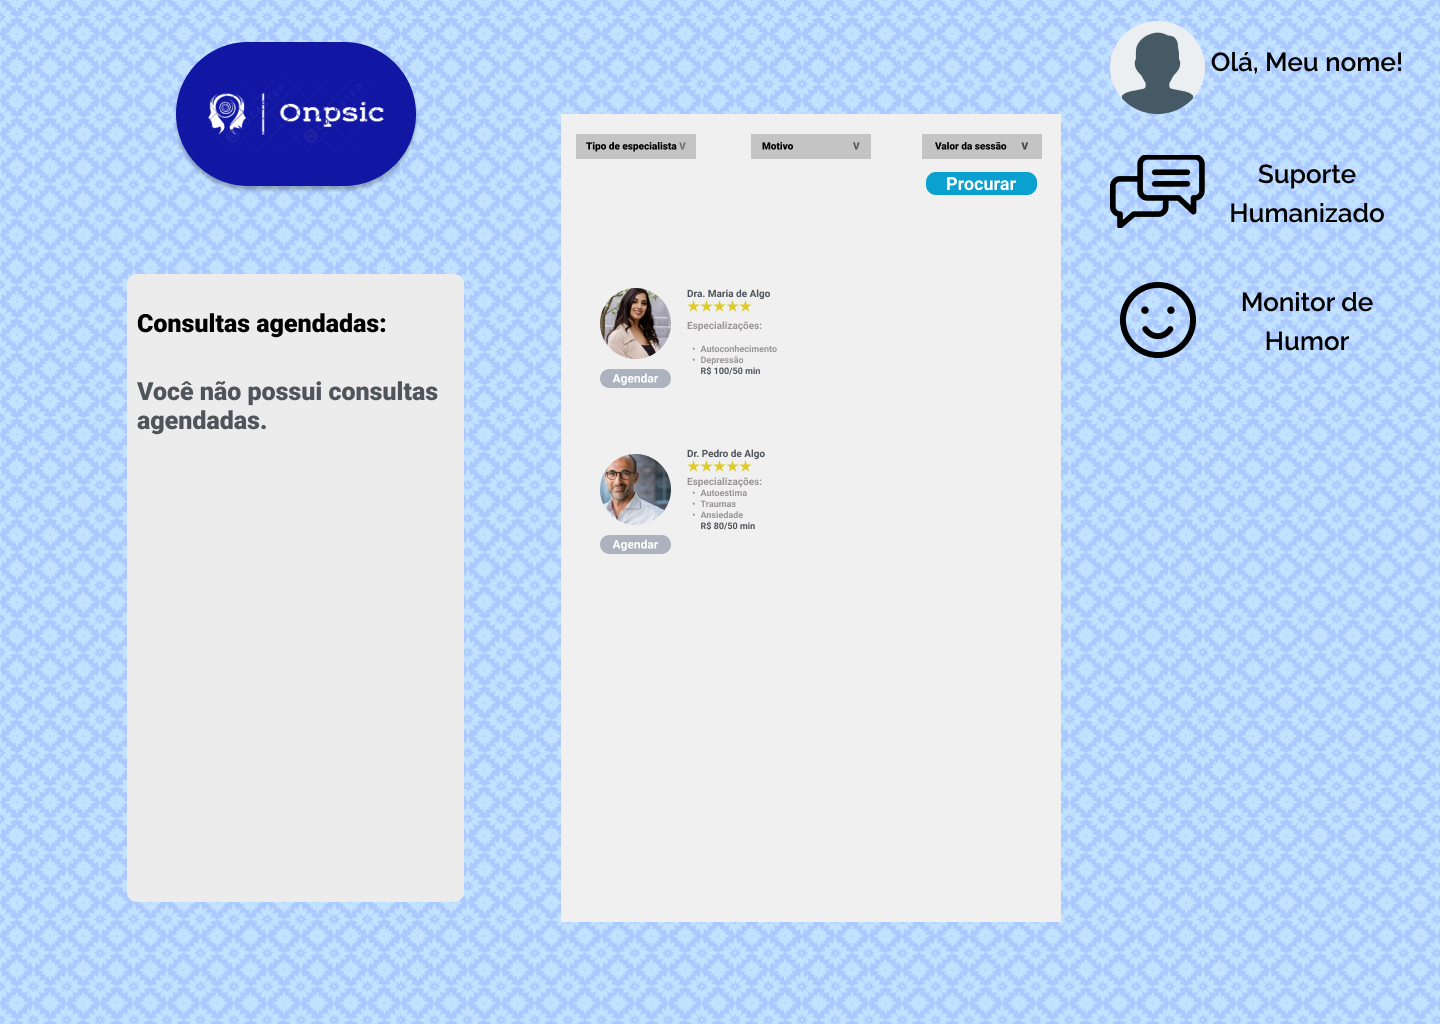 Onpsic
Olá, Meu nome!
Suporte
Humanizado
Monitor de
Humor
Consultas agendadas:
Você não possui consultas
agendadas.
Tipo de especialista V
Motivo V
Valor da sessão V
Procurar
Dra. Maria de Algo
★★★★★
Especializações:
• Autoconhecimento
• Depressão
R$ 100/50 min
Agendar
Dr. Pedro de Algo
★★★★★
Especializações:
• Autoestima
• Traumas
• Ansiedade
R$ 80/50 min
Agendar